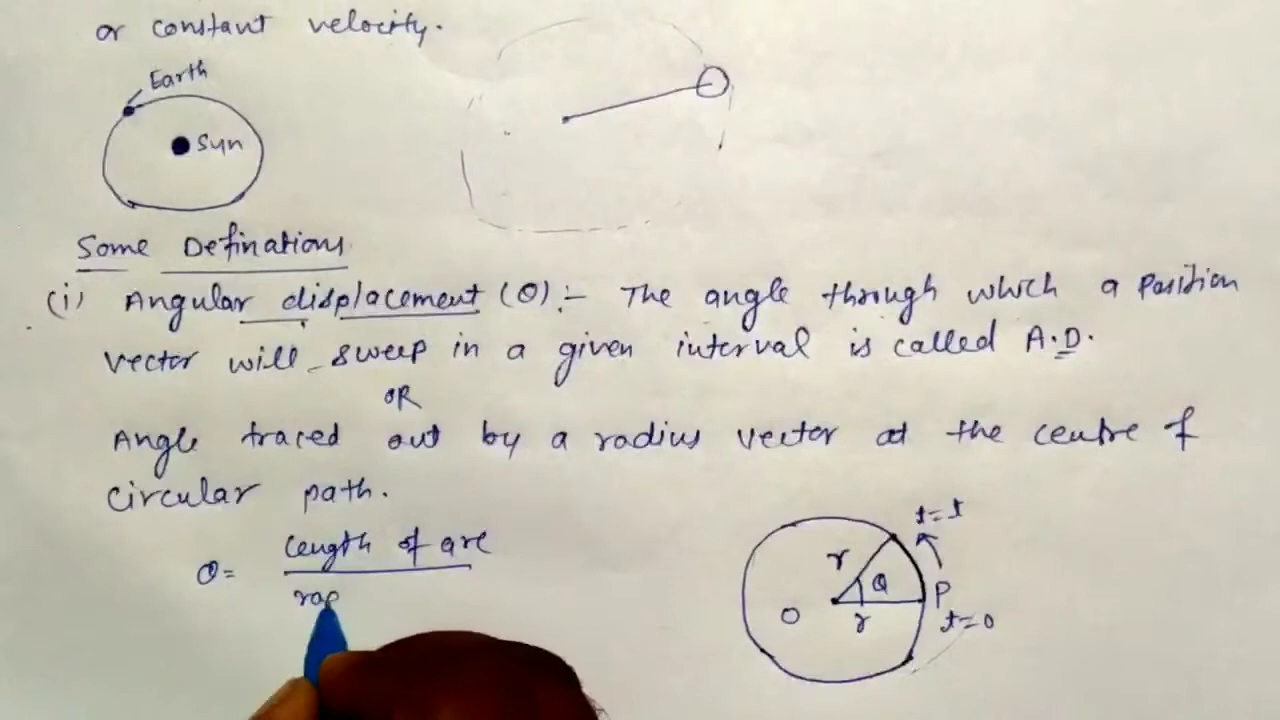 or constant velocity.
Earth
Sun
Some Definations
(i) Angular displacement (θ) :- The angle through which a Position
vector will sweep in a given interval is called A.D.
OR
Angle traced out by a radius vector at the centre of
circular path.
θ = length of arc
rad
t=t
r
θ
P
O
r
t=0